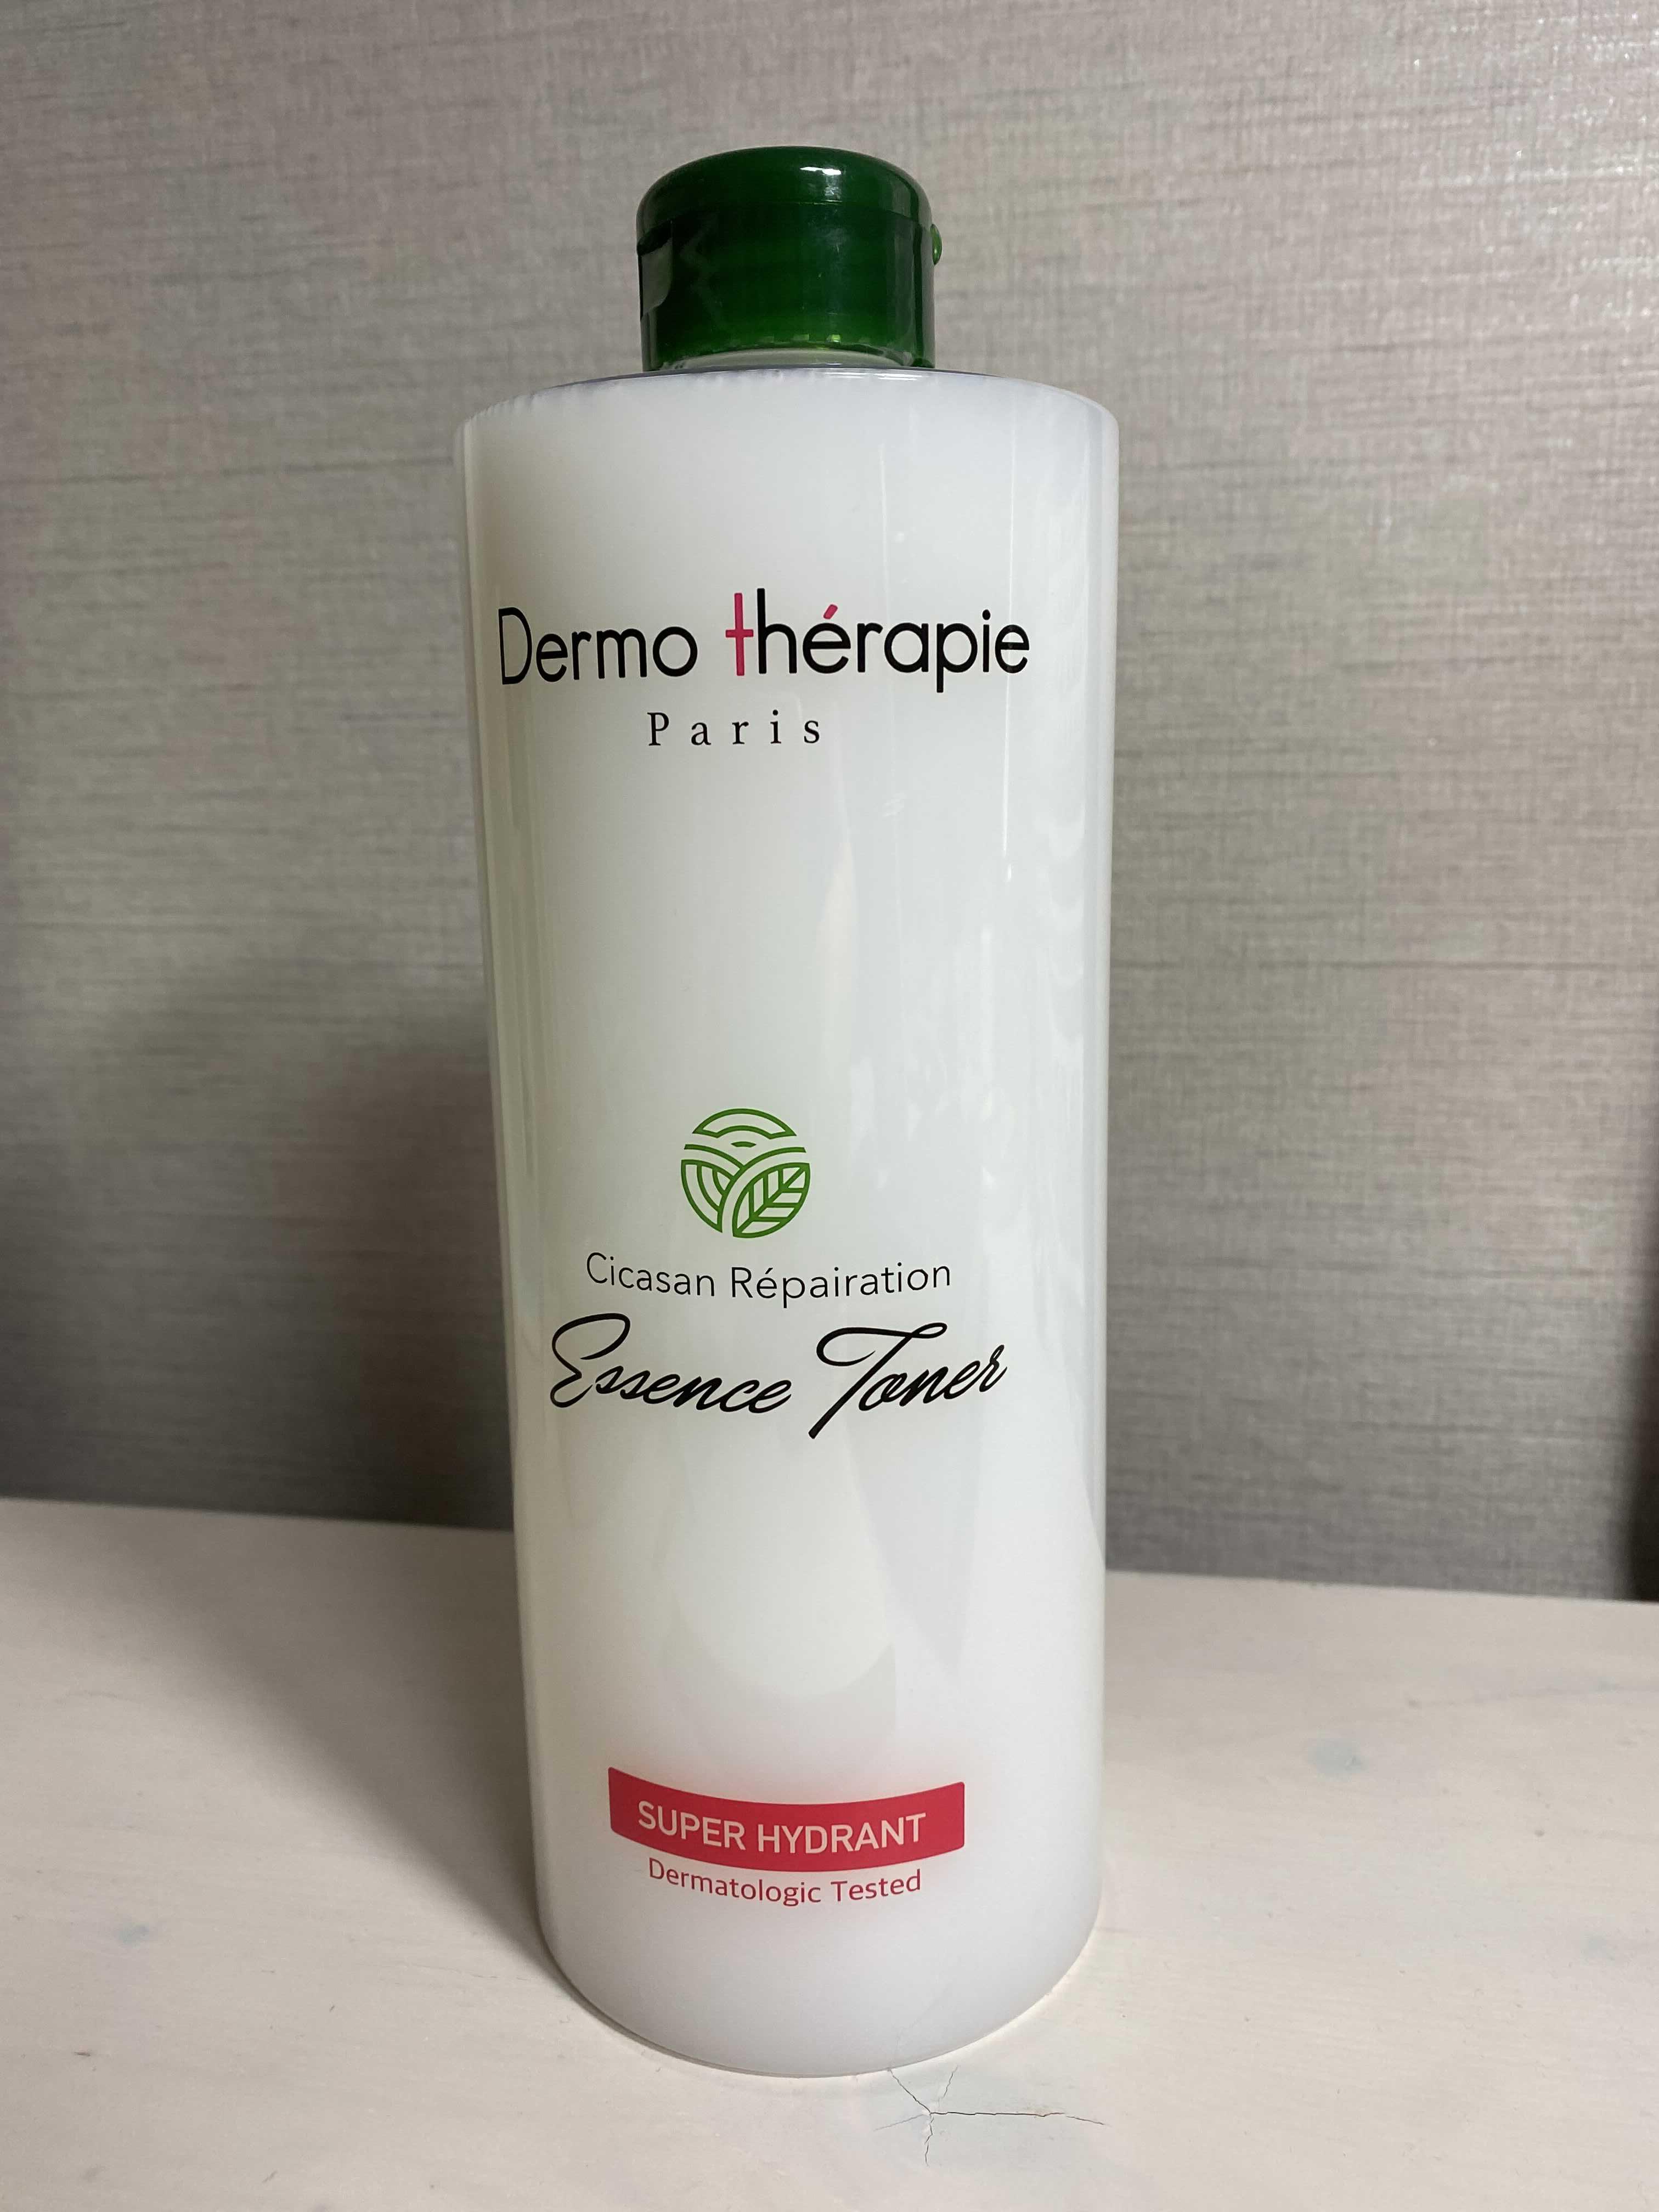 Dermo thérapie
Paris
Cicasan Répairation
Essence Toner
SUPER HYDRANT
Dermatologic Tested